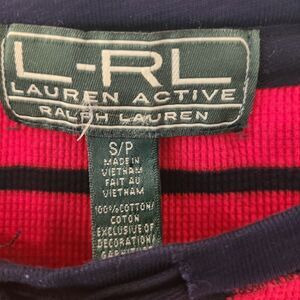 L-RL
LAUREN ACTIVE
RALPH LAUREN
S/P
MADE IN
VIETNAM
FAIT AU
VIETNAM
100%COTTON/
COTON
EXCLUSIVE OF
DECORATION/